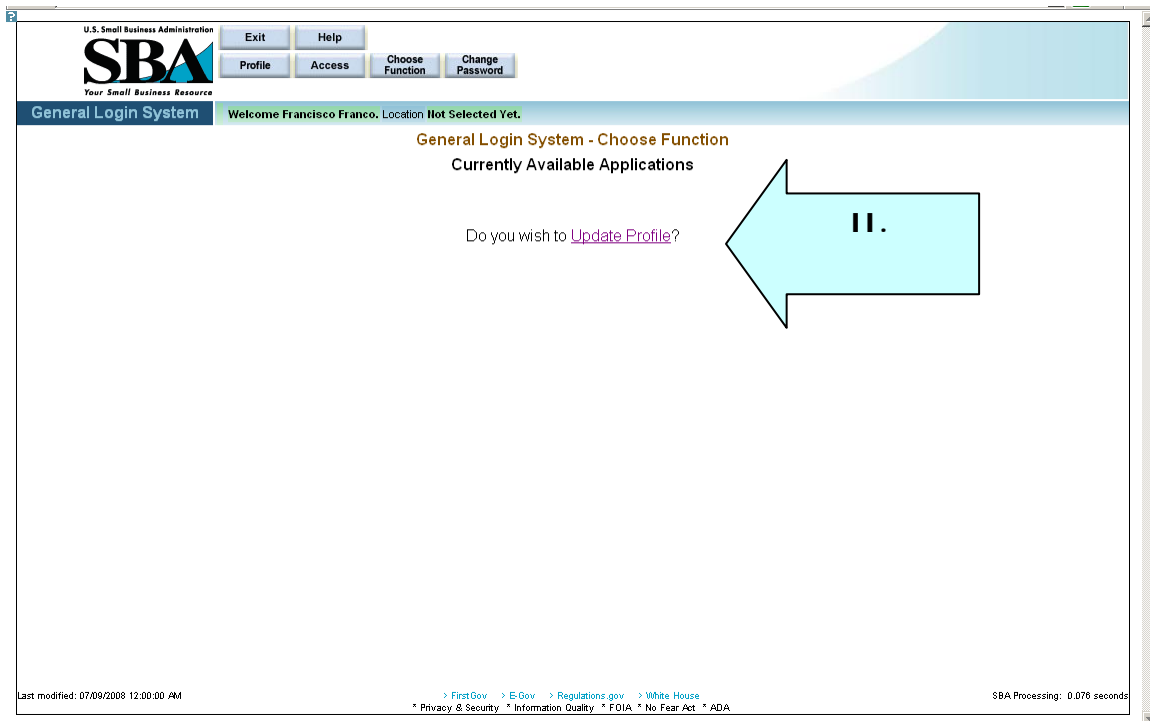 ?
U.S. Small Business Administration
SBA
Your Small Business Resource
Exit Help
Profile Access Choose Function Change Password
General Login System Welcome Francisco Franco. Location Not Selected Yet.
General Login System - Choose Function
Currently Available Applications
Do you wish to Update Profile?
II.
Last modified: 07/09/2008 12:00:00 AM > FirstGov > E-Gov > Regulations.gov > White House SBA Processing: 0.076 seconds
* Privacy & Security * Information Quality * FOIA * No Fear Act * ADA